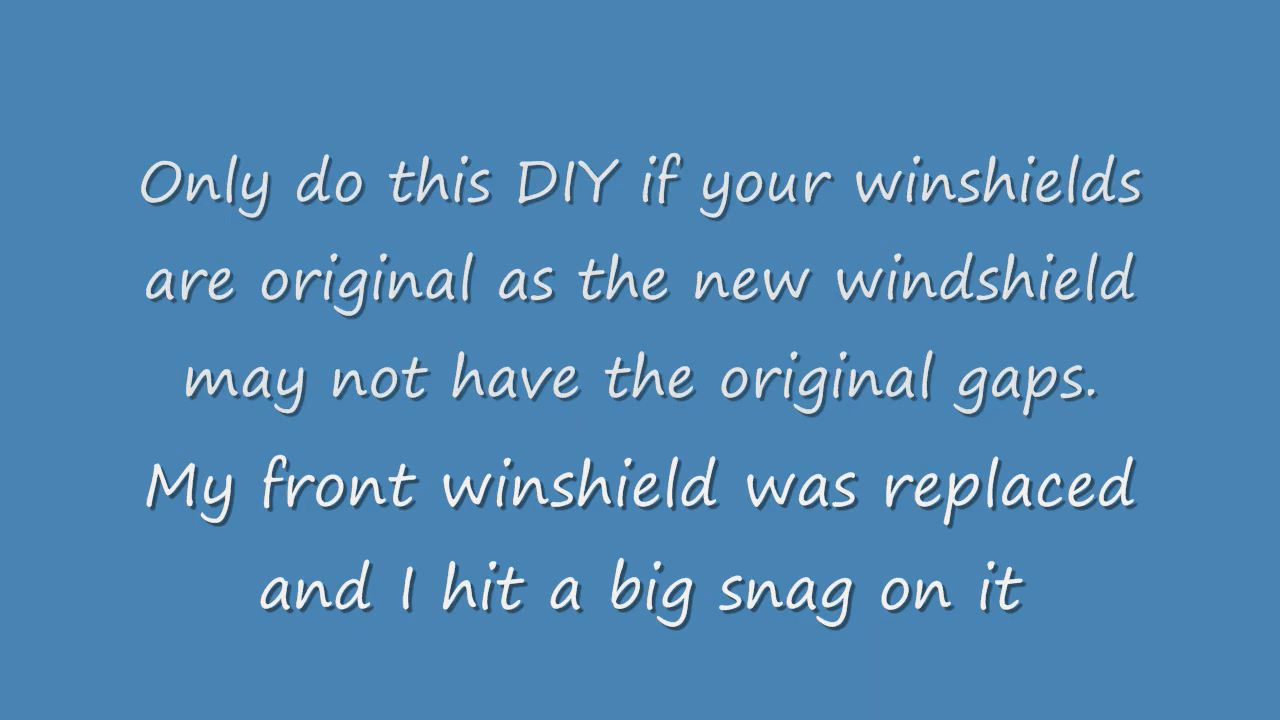 Only do this DIY if your winshields
are original as the new windshield
may not have the original gaps.
My front winshield was replaced
and I hit a big snag on it